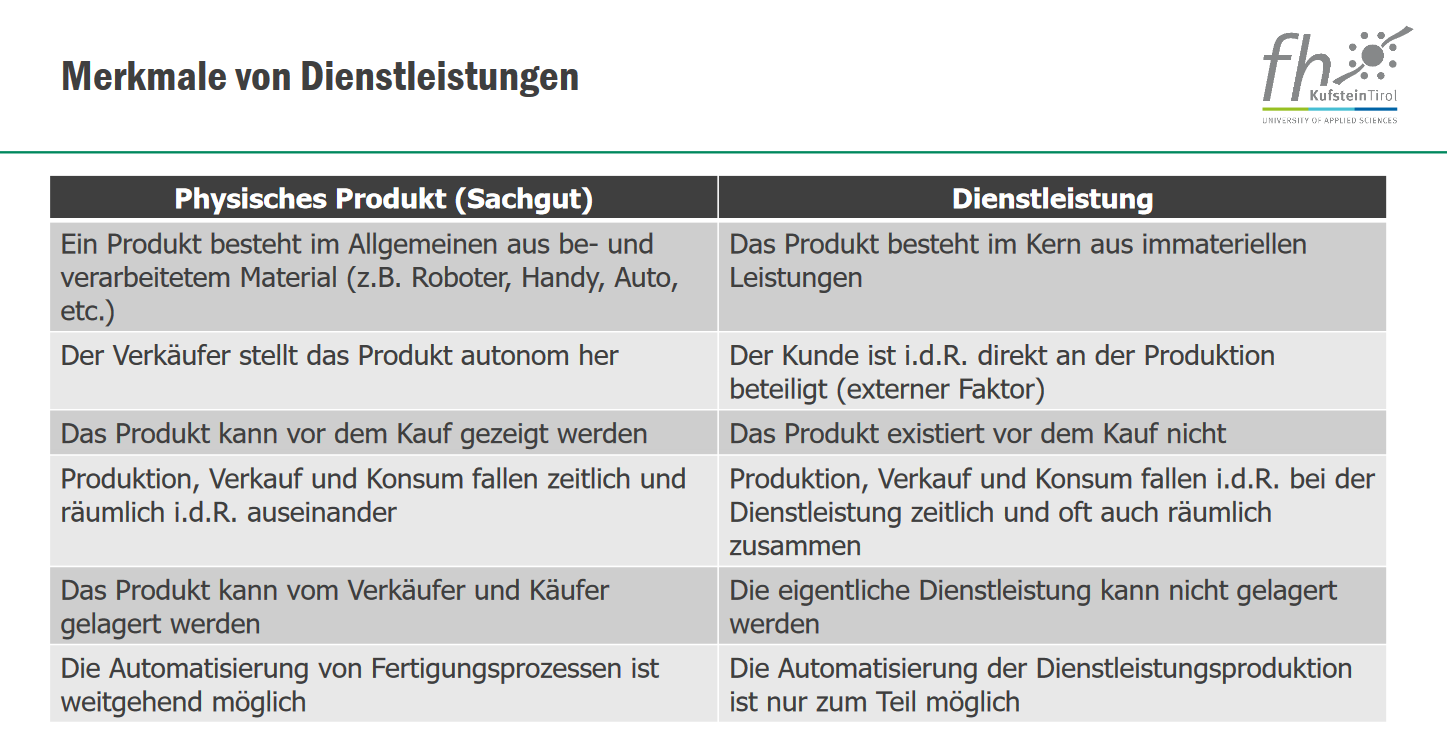 Merkmale von Dienstleistungen
fh
KufsteinTirol
UNIVERSITY OF APPLIED SCIENCES
Physisches Produkt (Sachgut)
Dienstleistung
Ein Produkt besteht im Allgemeinen aus be- und
verarbeitetem Material (z.B. Roboter, Handy, Auto,
etc.)
Das Produkt besteht im Kern aus immateriellen
Leistungen
Der Verkäufer stellt das Produkt autonom her
Der Kunde ist i.d.R. direkt an der Produktion
beteiligt (externer Faktor)
Das Produkt kann vor dem Kauf gezeigt werden
Das Produkt existiert vor dem Kauf nicht
Produktion, Verkauf und Konsum fallen zeitlich und
räumlich i.d.R. auseinander
Produktion, Verkauf und Konsum fallen i.d.R. bei der
Dienstleistung zeitlich und oft auch räumlich
zusammen
Das Produkt kann vom Verkäufer und Käufer
gelagert werden
Die eigentliche Dienstleistung kann nicht gelagert
werden
Die Automatisierung von Fertigungsprozessen ist
weitgehend möglich
Die Automatisierung der Dienstleistungsproduktion
ist nur zum Teil möglich